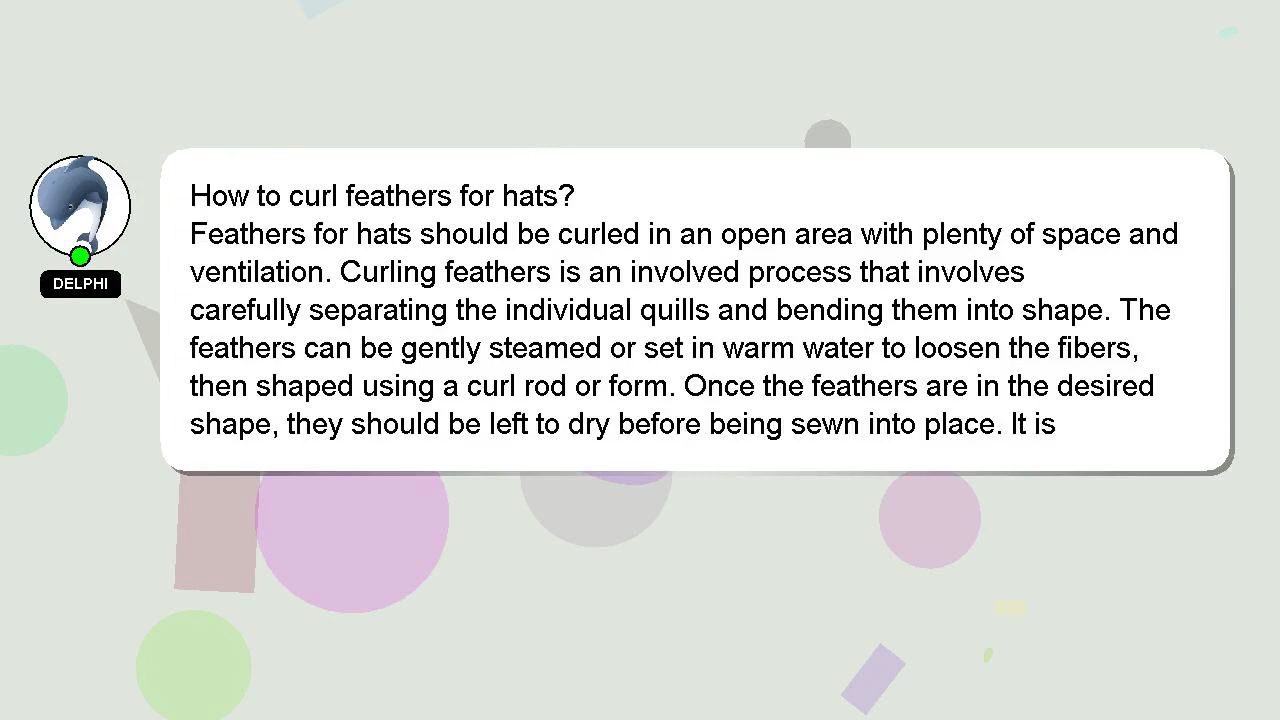 How to curl feathers for hats?
Feathers for hats should be curled in an open area with plenty of space and
ventilation. Curling feathers is an involved process that involves
carefully separating the individual quills and bending them into shape. The
feathers can be gently steamed or set in warm water to loosen the fibers,
then shaped using a curl rod or form. Once the feathers are in the desired
shape, they should be left to dry before being sewn into place. It is
DELPHI